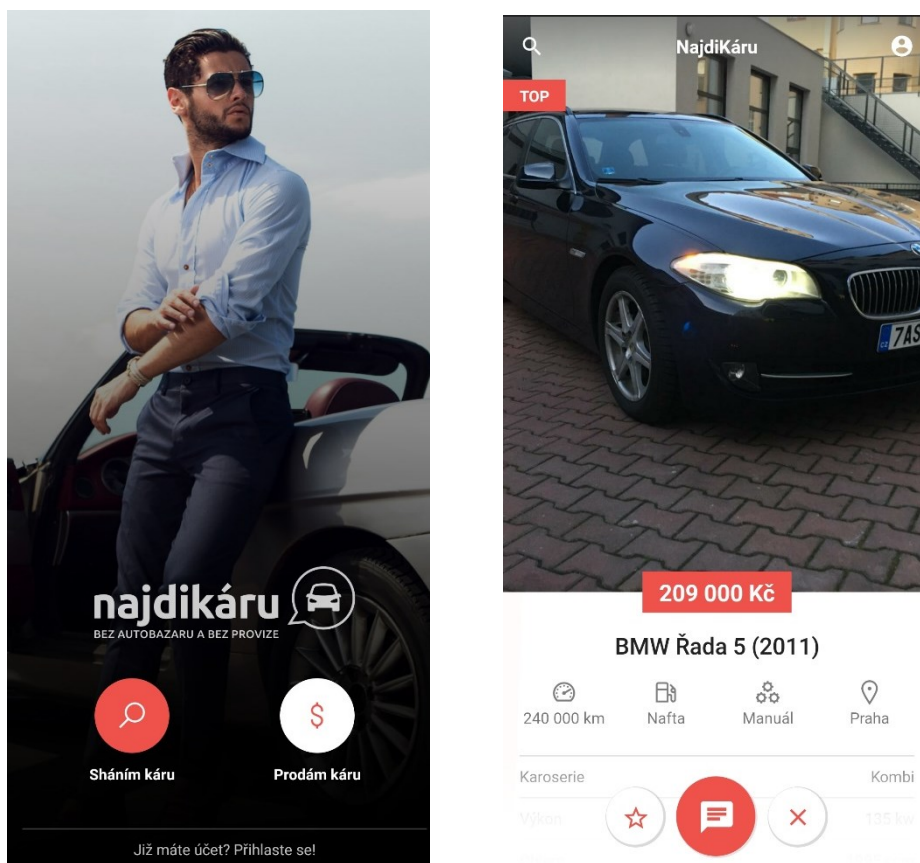 najdikáru
BEZ AUTOBAZARU A BEZ PROVIZE
Sháním káru
$
Prodám káru
Již máte účet? Přihlaste se!
NajdiKáru
TOP
7AS
209 000 Kč
BMW Řada 5 (2011)
240 000 km Nafta Manuál Praha
Karoserie Kombi
Výkon 135 kw